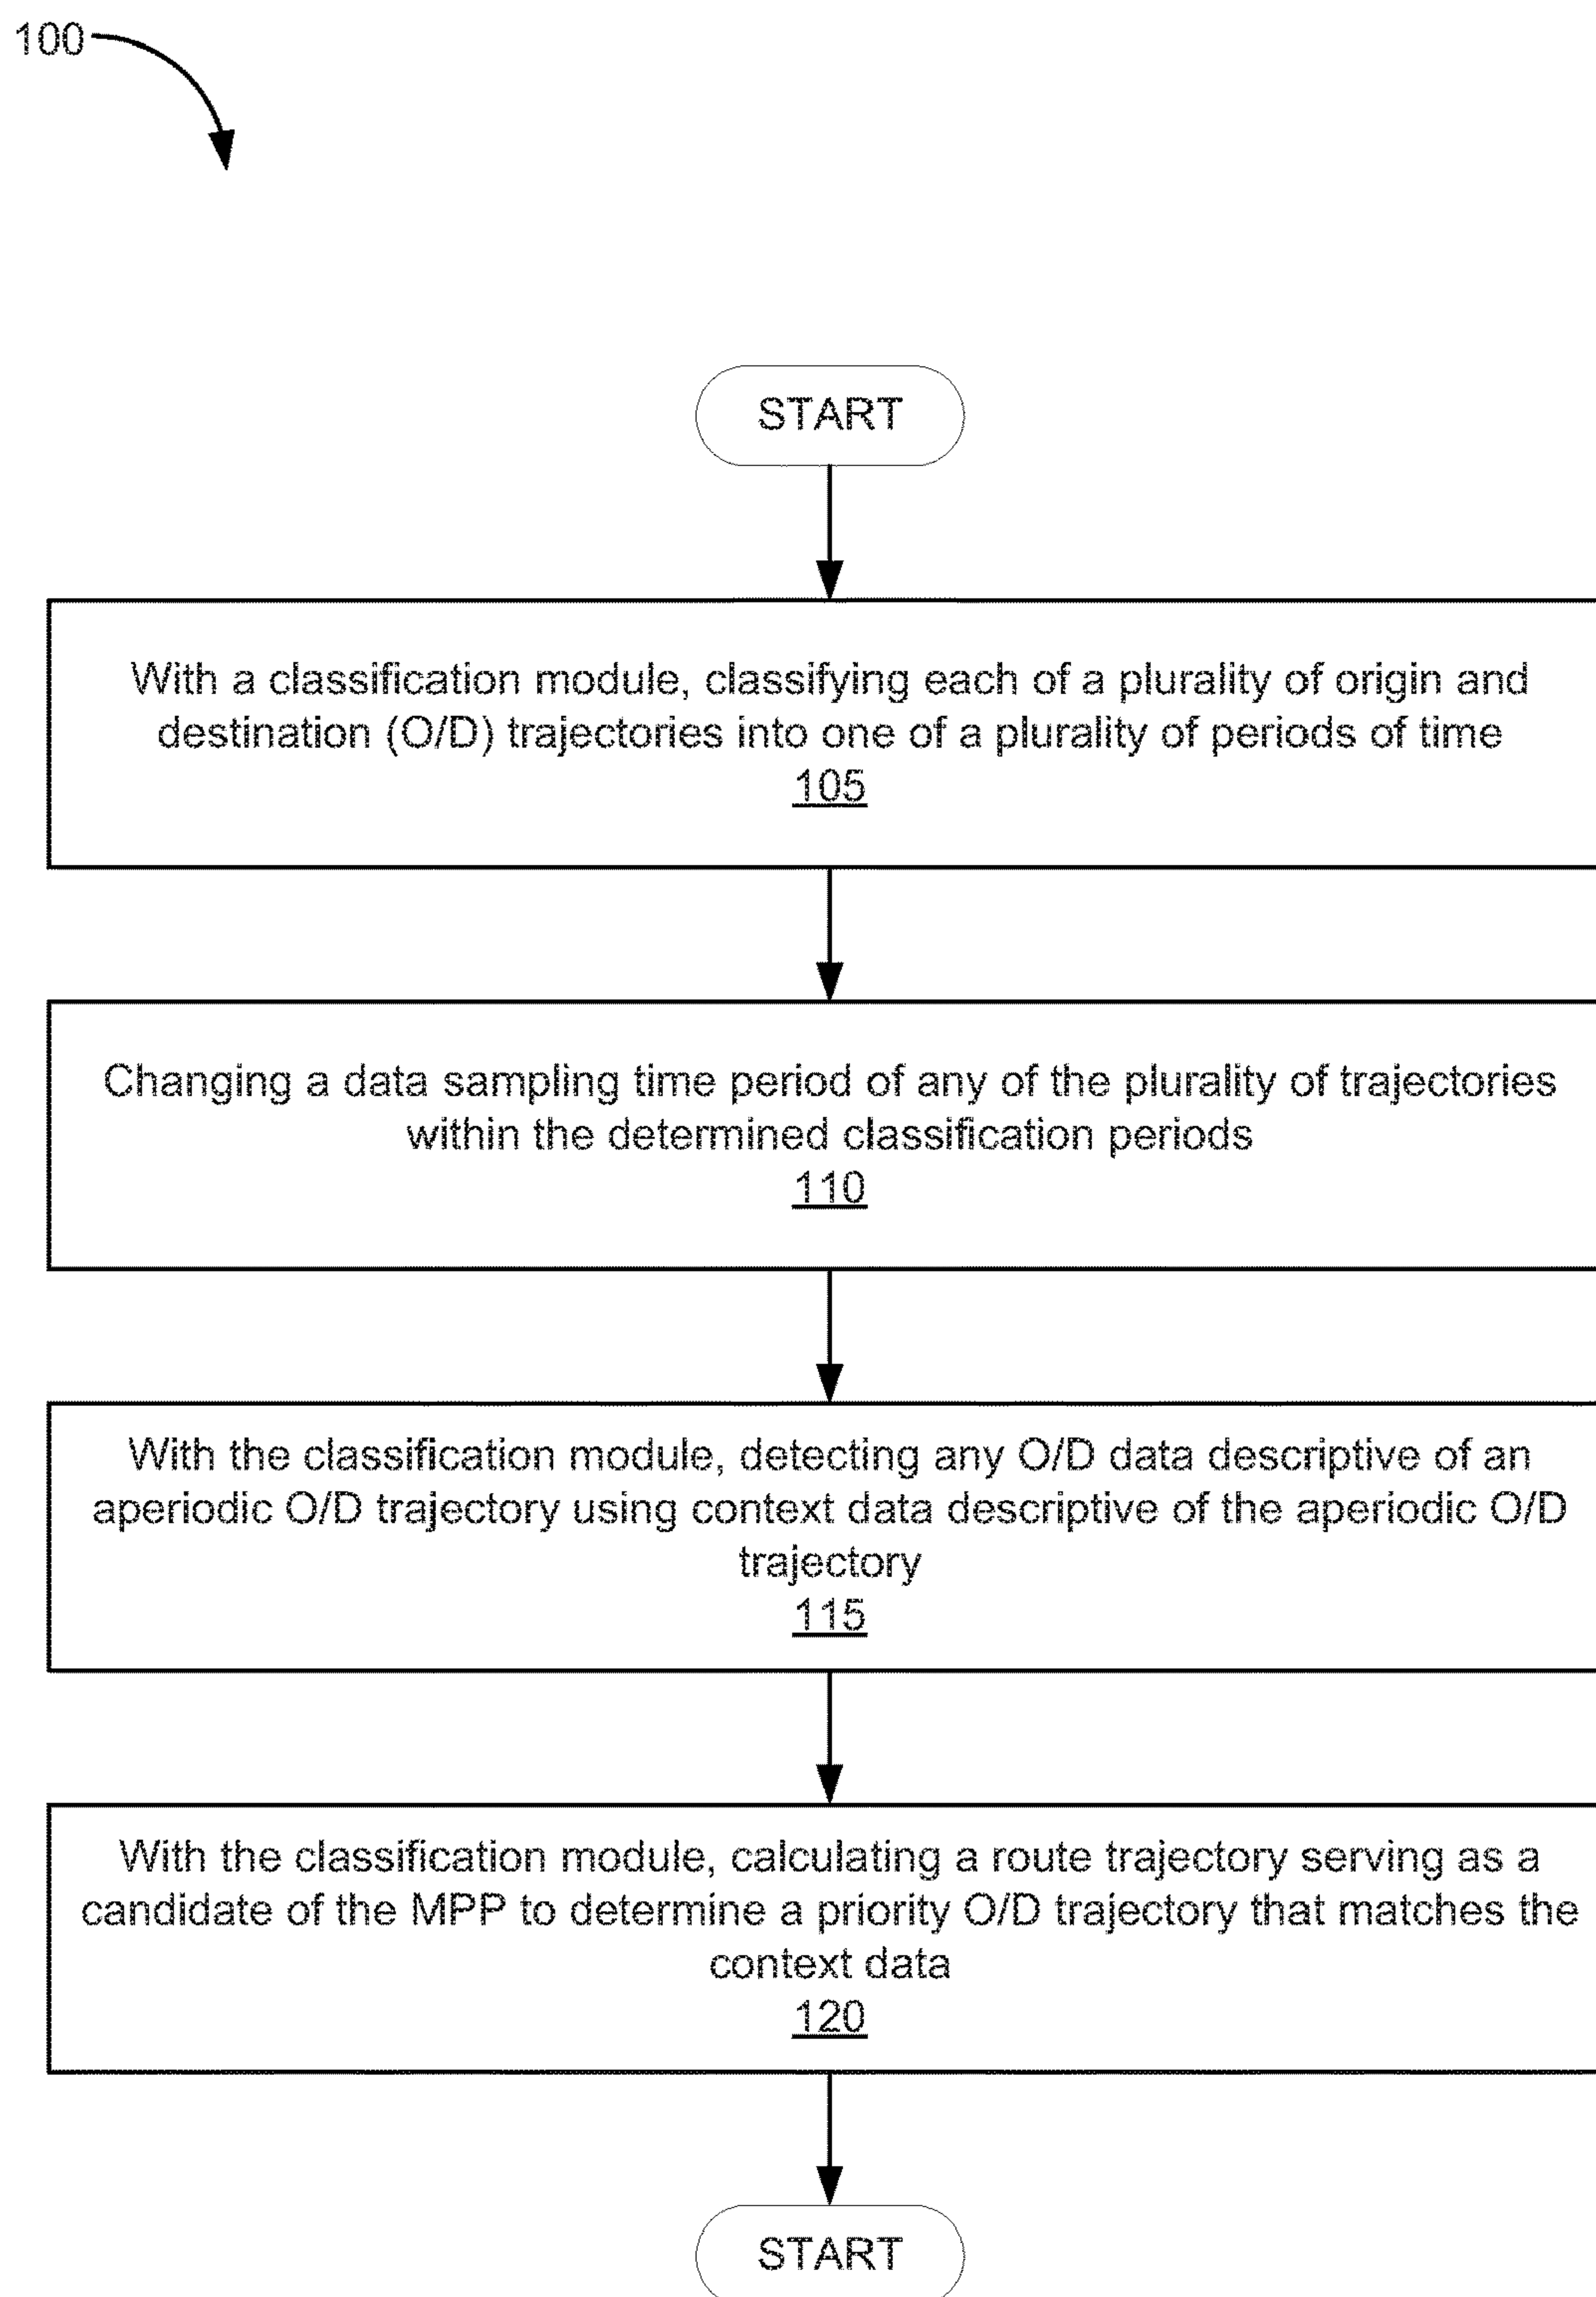 100
START
With a classification module, classifying each of a plurality of origin and
destination (O/D) trajectories into one of a plurality of periods of time
105
Changing a data sampling time period of any of the plurality of trajectories
within the determined classification periods
110
With the classification module, detecting any O/D data descriptive of an
aperiodic O/D trajectory using context data descriptive of the aperiodic O/D
trajectory
115
With the classification module, calculating a route trajectory serving as a
candidate of the MPP to determine a priority O/D trajectory that matches the
context data
120
START